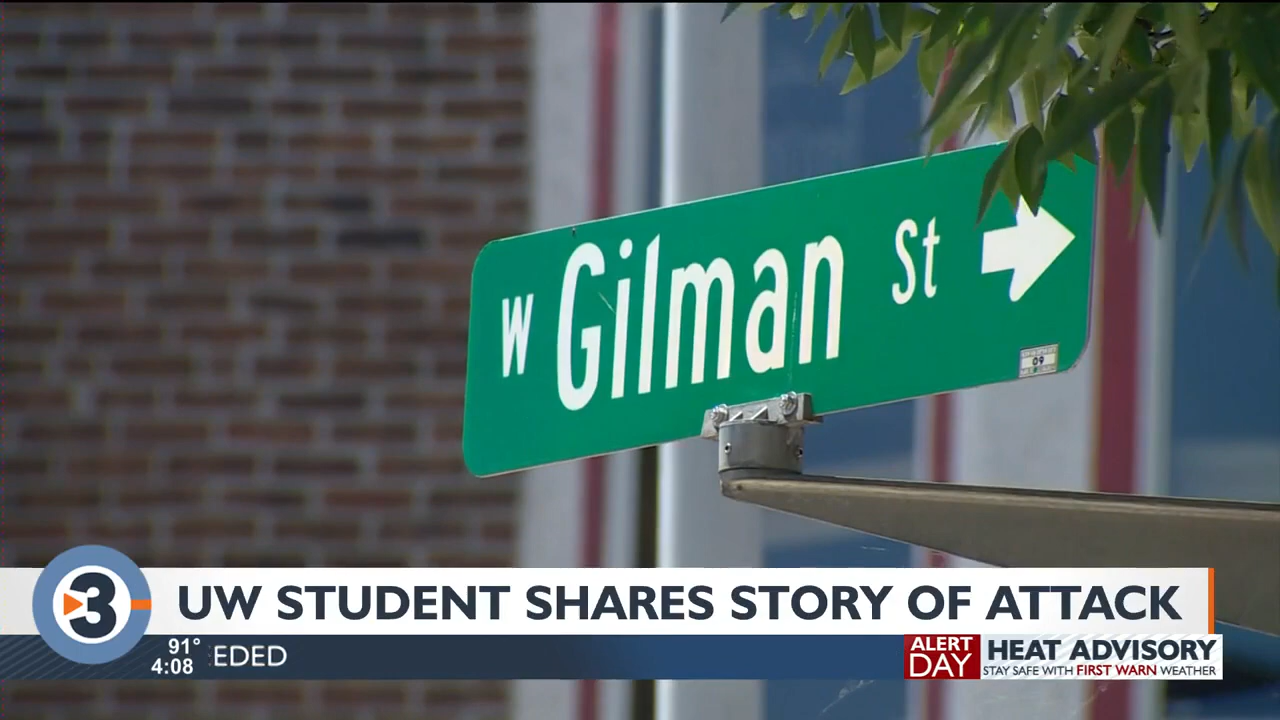 W Gilman St
09
3
UW STUDENT SHARES STORY OF ATTACK
91°
4:08
EDED
ALERT DAY
HEAT ADVISORY
STAY SAFE WITH FIRST WARN WEATHER